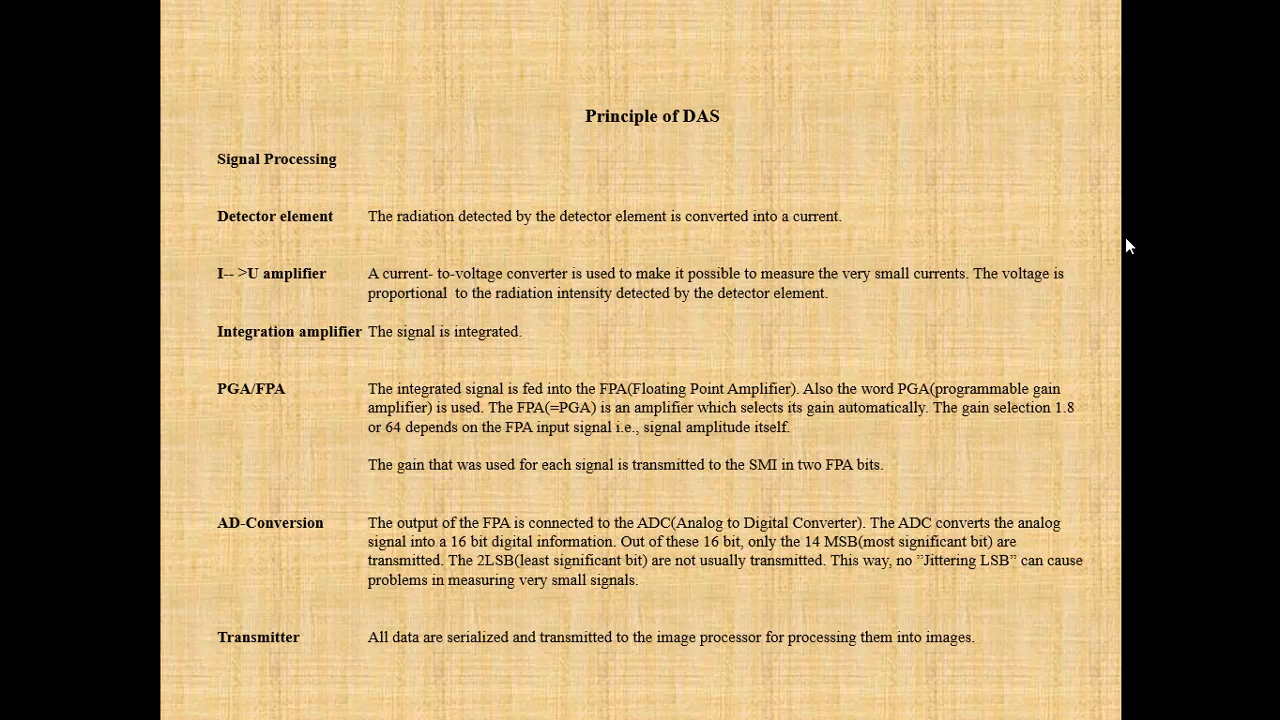 Principle of DAS
Signal Processing
Detector element The radiation detected by the detector element is converted into a current.
I-- >U amplifier A current- to-voltage converter is used to make it possible to measure the very small currents. The voltage is
proportional  to the radiation intensity detected by the detector element.
Integration amplifier The signal is integrated.
PGA/FPA The integrated signal is fed into the FPA(Floating Point Amplifier). Also the word PGA(programmable gain
amplifier) is used. The FPA(=PGA) is an amplifier which selects its gain automatically. The gain selection 1.8
or 64 depends on the FPA input signal i.e., signal amplitude itself.
The gain that was used for each signal is transmitted to the SMI in two FPA bits.
AD-Conversion The output of the FPA is connected to the ADC(Analog to Digital Converter). The ADC converts the analog
signal into a 16 bit digital information. Out of these 16 bit, only the 14 MSB(most significant bit) are
transmitted. The 2LSB(least significant bit) are not usually transmitted. This way, no ”Jittering LSB” can cause
problems in measuring very small signals.
Transmitter All data are serialized and transmitted to the image processor for processing them into images.